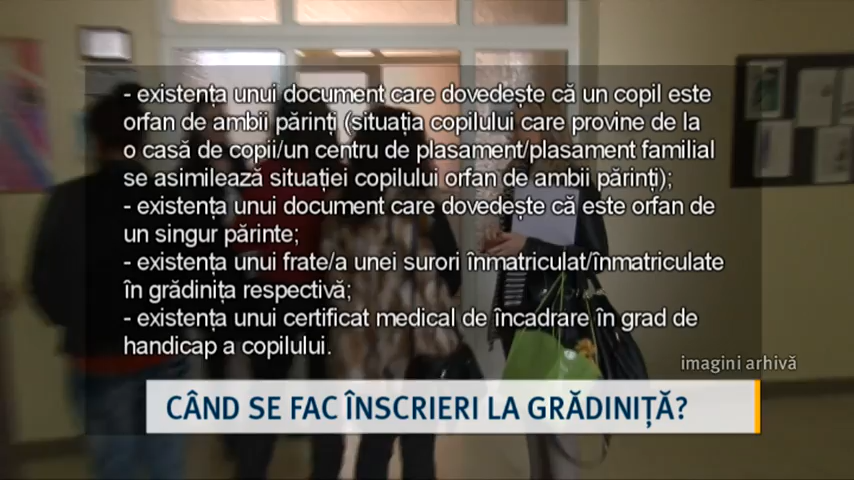 - existența unui document care dovedește că un copil este
orfan de ambii părinți (situația copilului care provine de la
o casă de copii/un centru de plasament/plasament familial
se asimilează situației copilului orfan de ambii părinți);
- existența unui document care dovedește că este orfan de
un singur părinte;
- existența unui frate/a unei surori înmatriculat/înmatriculate
în grădinița respectivă;
- existența unui certificat medical de încadrare în grad de
handicap a copilului.
imagini arhivă
CÂND SE FAC ÎNSCRIERI LA GRĂDINIȚĂ?